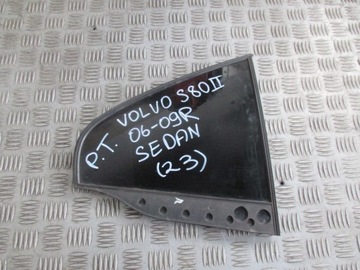 P.T. VOLVO S80II
06-09R
SEDAN
(23)